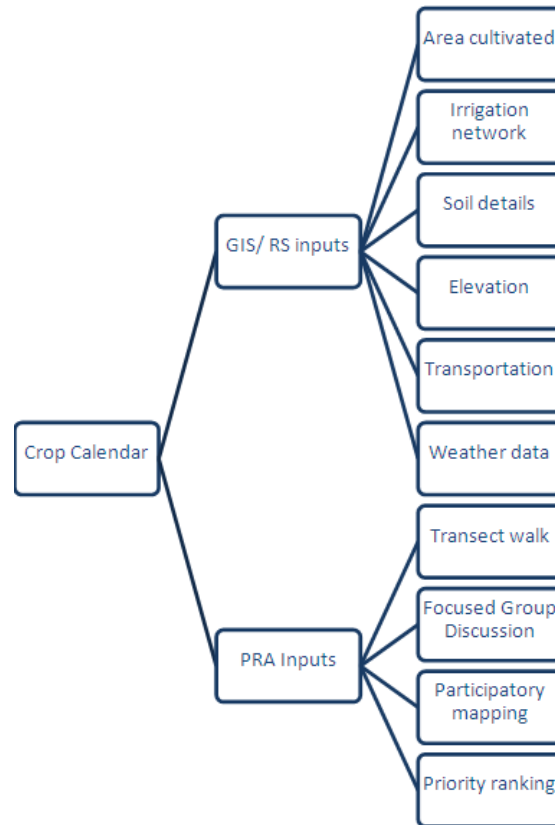 Area cultivated
Irrigation
network
Soil details
GIS/ RS inputs
Elevation
Transportation
Crop Calendar
Weather data
Transect walk
Focused Group
Discussion
PRA Inputs
Participatory
mapping
Priority ranking